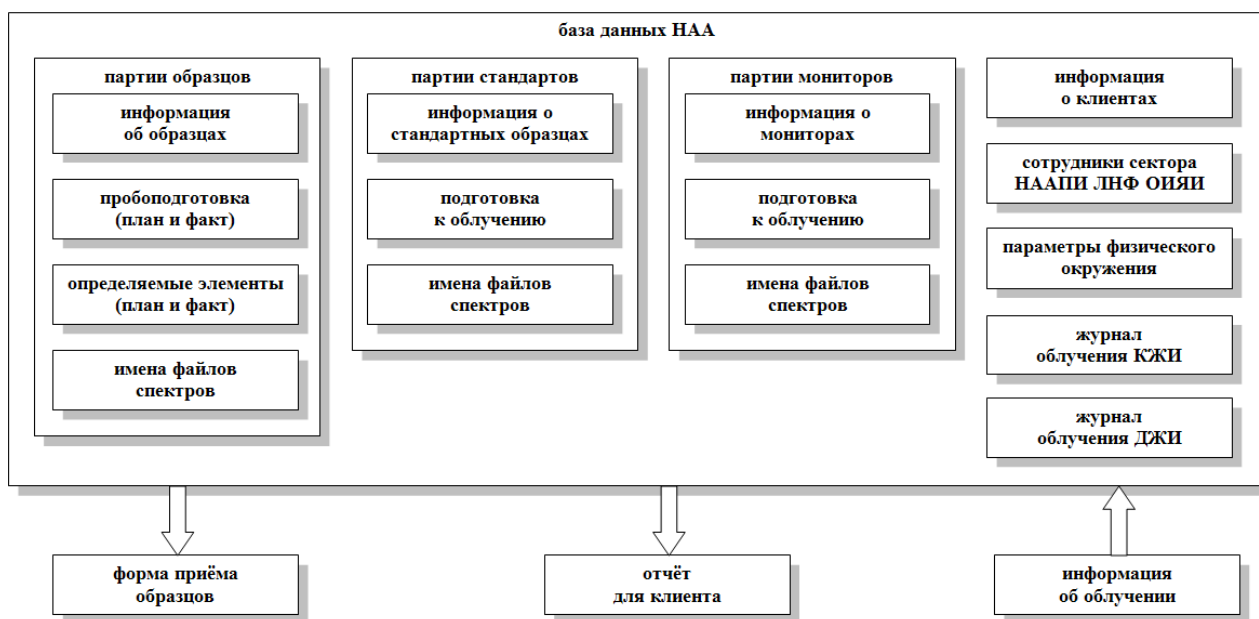 база данных НАА
партии образцов
информация
об образцах
пробоподготовка
(план и факт)
определяемые элементы
(план и факт)
имена файлов
спектров
партии стандартов
информация о
стандартных образцах
подготовка
к облучению
имена файлов
спектров
партии мониторов
информация о
мониторах
подготовка
к облучению
имена файлов
спектров
информация
о клиентах
сотрудники сектора
НААПИ ЛНФ ОИЯИ
параметры физического
окружения
журнал
облучения КЖИ
журнал
облучения ДЖИ
форма приёма
образцов
отчёт
для клиента
информация
об облучении